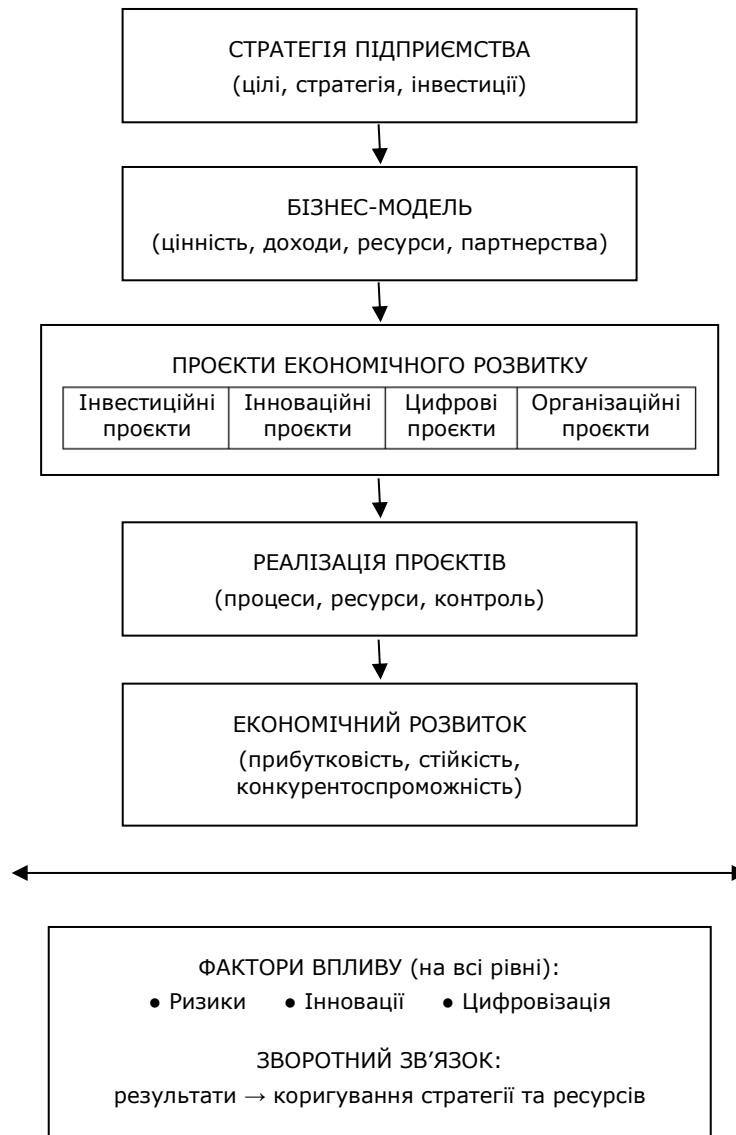 СТРАТЕГІЯ ПІДПРИЄМСТВА
(цілі, стратегія, інвестиції)
БІЗНЕС-МОДЕЛЬ
(цінність, доходи, ресурси, партнерства)
ПРОЄКТИ ЕКОНОМІЧНОГО РОЗВИТКУ
Інвестиційні проєкти
Інноваційні проєкти
Цифрові проєкти
Організаційні проєкти
РЕАЛІЗАЦІЯ ПРОЄКТІВ
(процеси, ресурси, контроль)
ЕКОНОМІЧНИЙ РОЗВИТОК
(прибутковість, стійкість,
конкурентоспроможність)
ФАКТОРИ ВПЛИВУ (на всі рівні):
● Ризики ● Інновації ● Цифровізація
ЗВОРОТНИЙ ЗВ'ЯЗОК:
результати → коригування стратегії та ресурсів